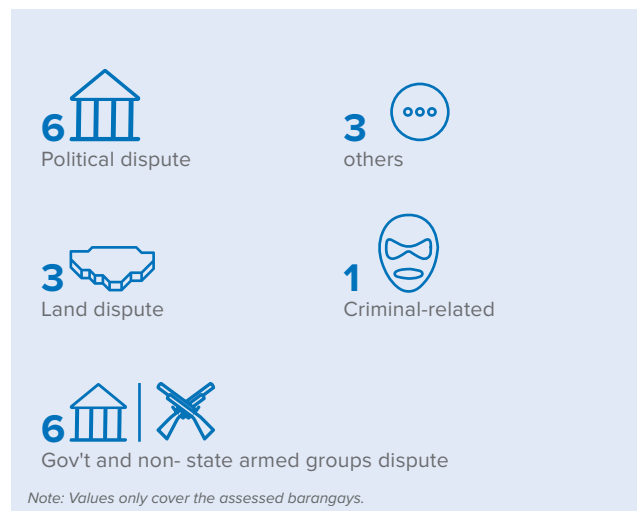 6
Political dispute
3
others
3
Land dispute
1
Criminal-related
6
Gov't and non- state armed groups dispute
Note: Values only cover the assessed barangays.